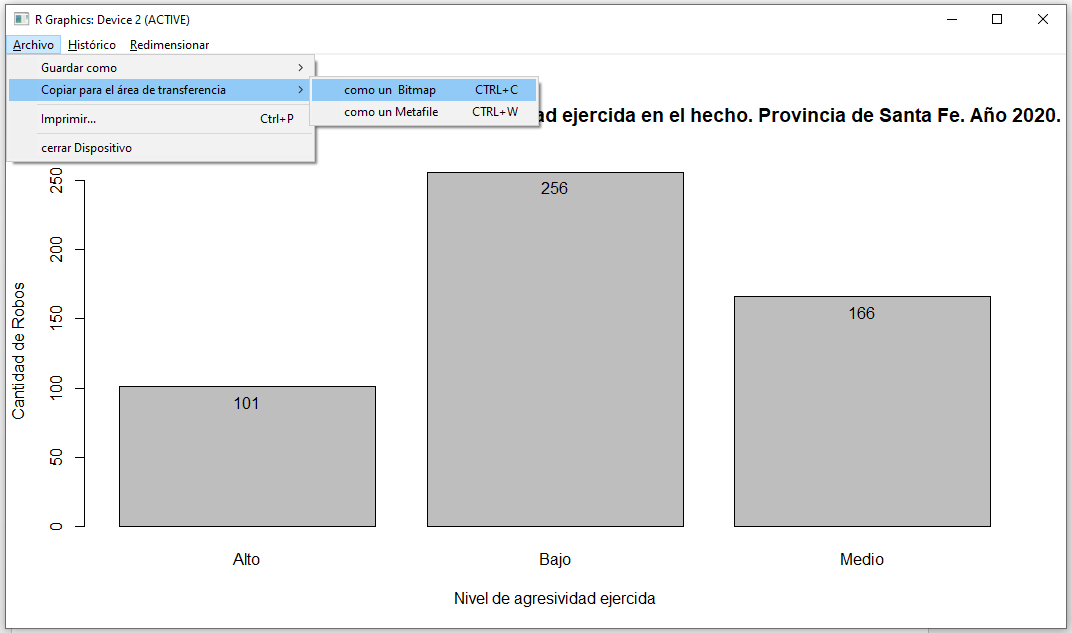 R Graphics: Device 2 (ACTIVE)
Archivo Histórico Redimensionar
Guardar como
Copiar para el área de transferencia
como un Bitmap CTRL+C
como un Metafile CTRL+W
Imprimir... Ctrl+P
cerrar Dispositivo
ejercida en el hecho. Provincia de Santa Fe. Año 2020.
Cantidad de Robos
250
200
150
100
50
0
101
256
166
Alto Bajo Medio
Nivel de agresividad ejercida